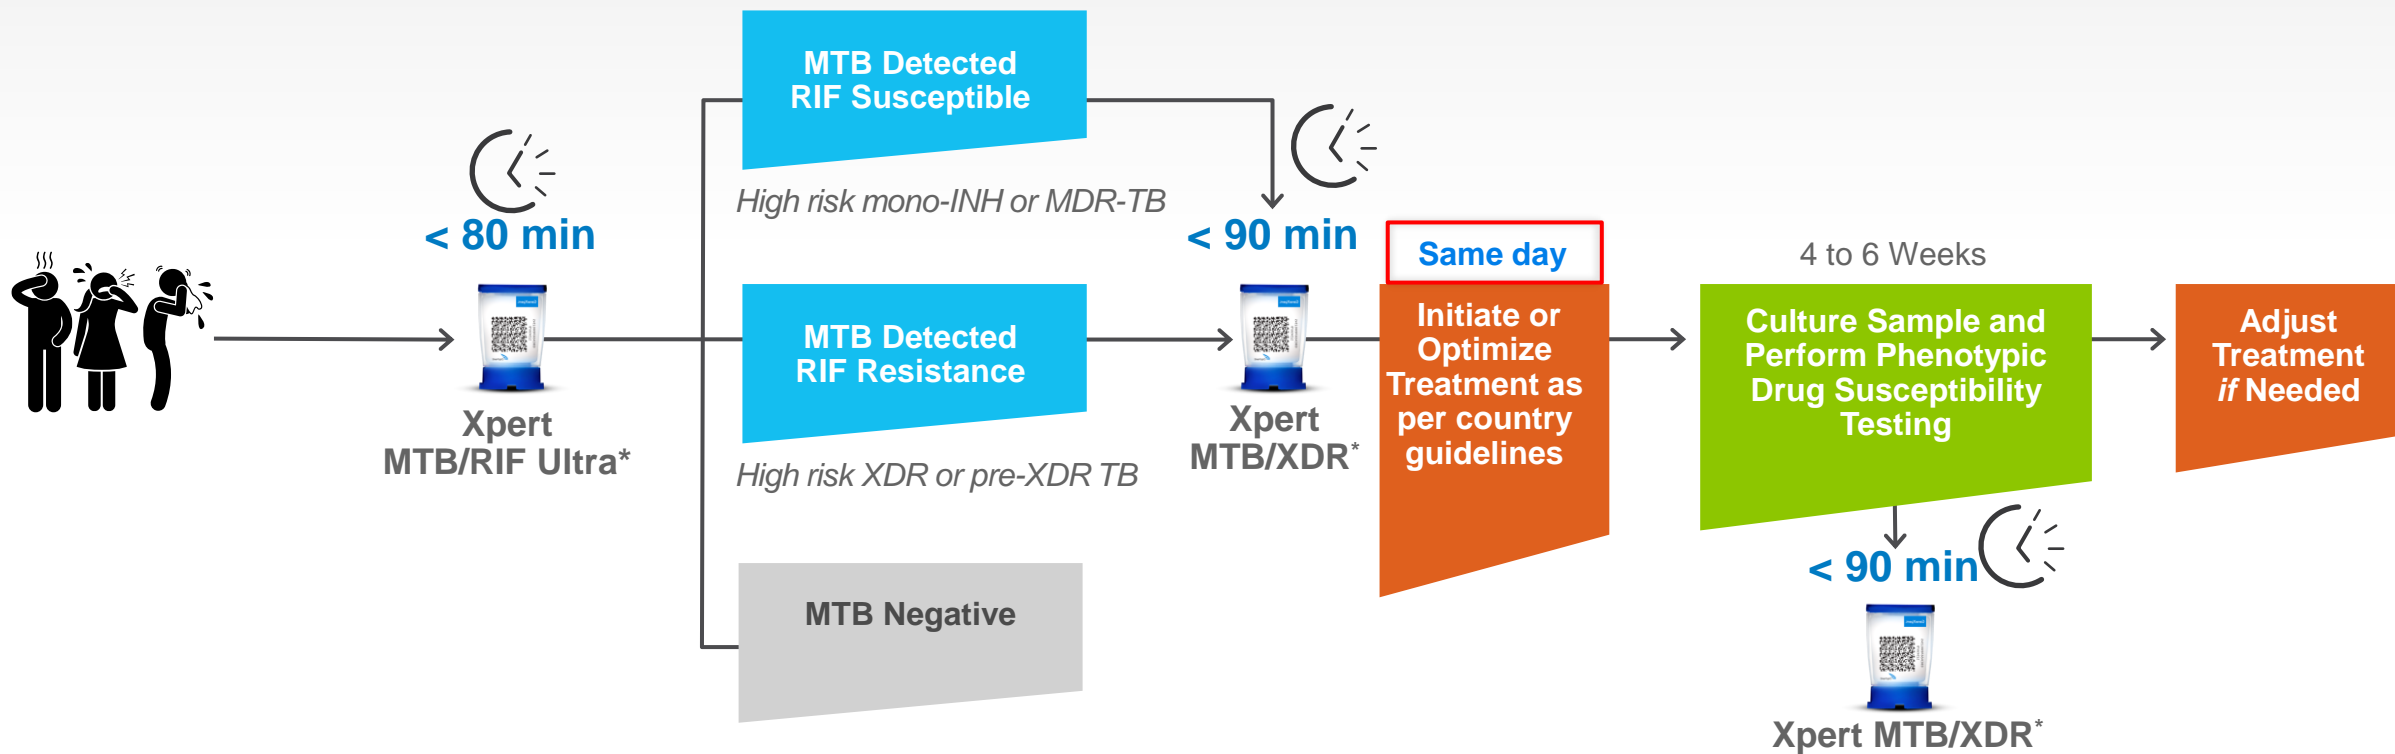 < 80 min
Xpert
MTB/RIF Ultra*
MTB Detected
RIF Susceptible
High risk mono-INH or MDR-TB
MTB Detected
RIF Resistance
High risk XDR or pre-XDR TB
MTB Negative
< 90 min
Xpert
MTB/XDR*
Same day
Initiate or
Optimize
Treatment as
per country
guidelines
4 to 6 Weeks
Culture Sample and
Perform Phenotypic
Drug Susceptibility
Testing
< 90 min
Xpert MTB/XDR*
Adjust
Treatment
if Needed